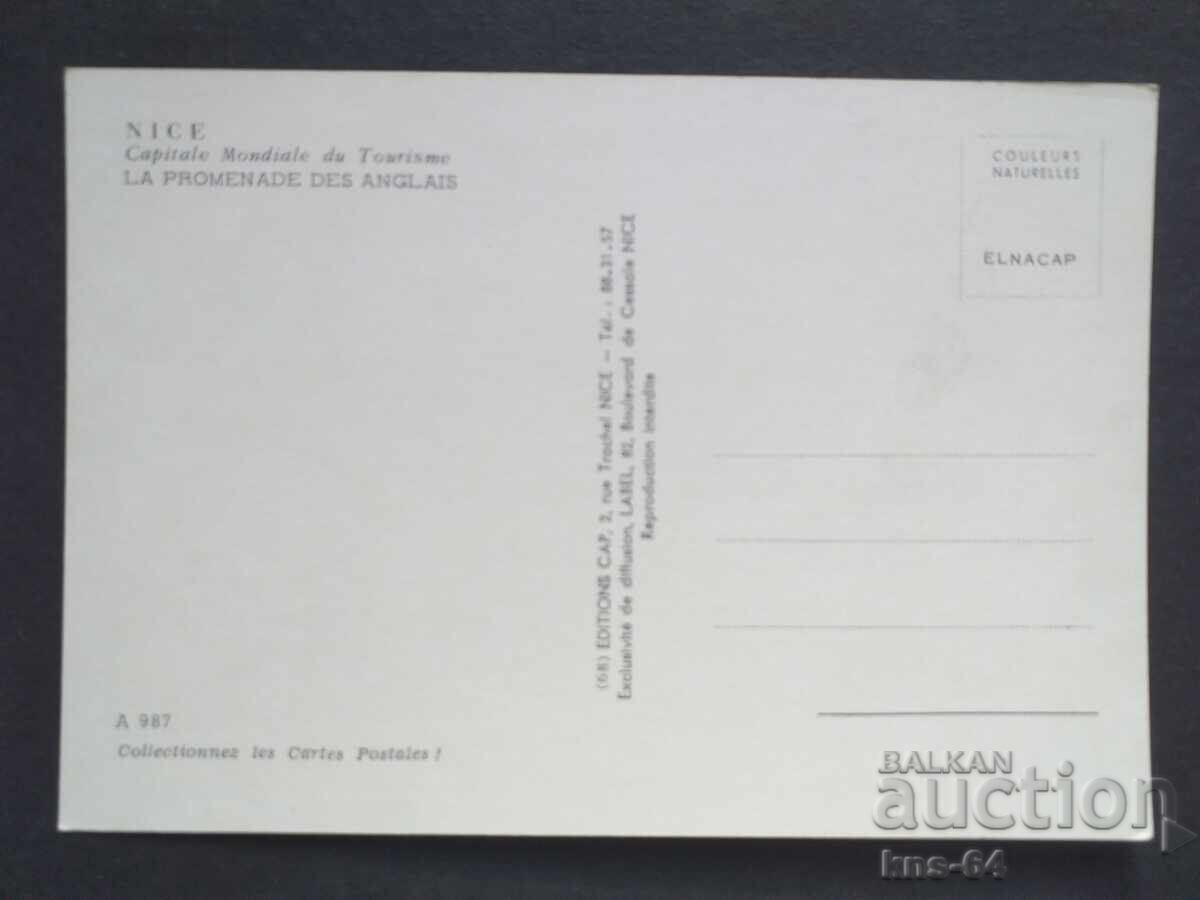 NICE
Capitale Mondiale du Tourisme
LA PROMENADE DES ANGLAIS
COULEURS
NATURELLES
ELNACAP
(68) EDITIONS CAP, 2, rue Trachel NICE - Tél. : 88.31.57
Exclusivité de diffusion, LABEL, 82, Boulevard de Cessole NICE
Reproduction interdite
A 987
Collectionnez les Cartes Postales !
BALKAN
auction
kns-64